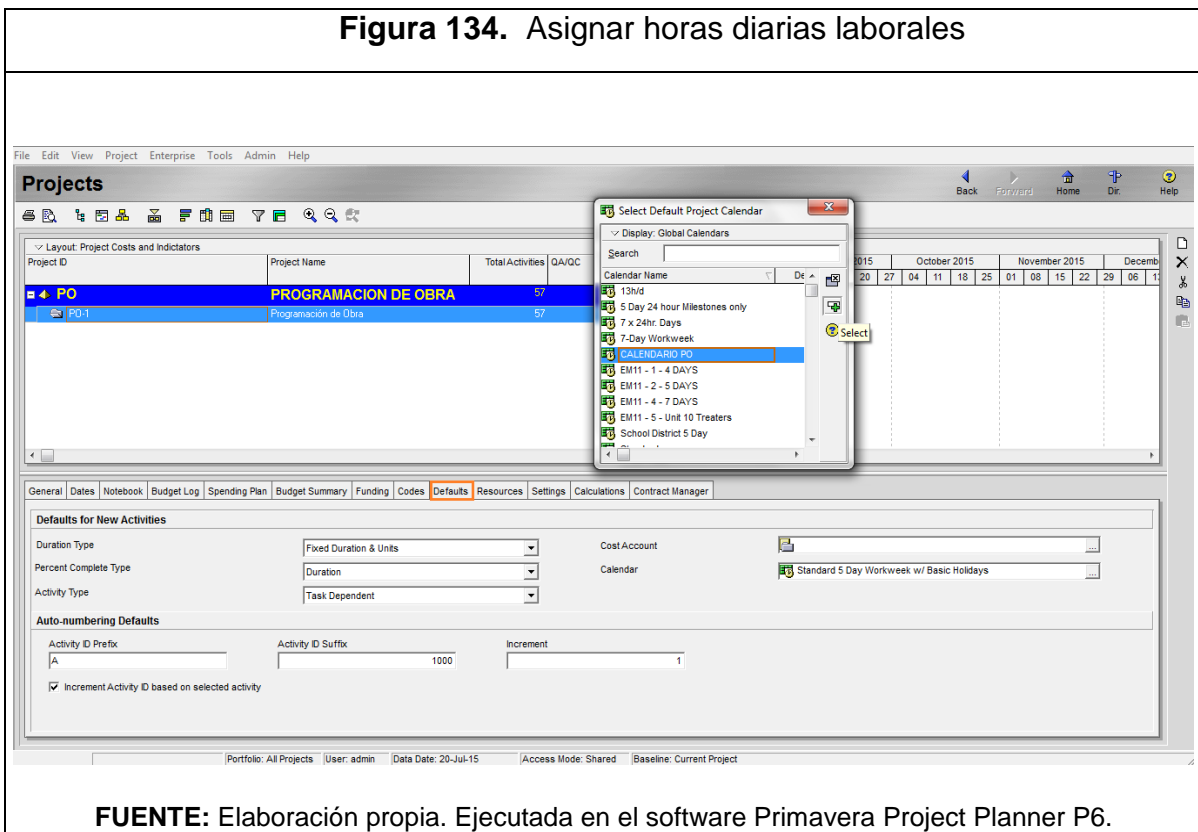 Figura 134. Asignar horas diarias laborales
File Edit View Project Enterprise Tools Admin Help
Projects
Back Forward Home Dir. Help
Layout: Project Costs and Indictators
Project ID Project Name Total Activities QA/QC
2015 October 2015 November 2015 Decemb
20 27 04 11 18 25 01 08 15 22 29 06
PO PROGRAMACION DE OBRA 57
PO-1 Programación de Obra 57
Select Default Project Calendar
Display: Global Calendars
Search
Calendar Name De
13h/d
5 Day 24 hour Milestones only
7 x 24hr. Days
7-Day Workweek
CALENDARIO PO
EM11 - 1 - 4 DAYS
EM11 - 2 - 5 DAYS
EM11 - 4 - 7 DAYS
EM11 - 5 - Unit 10 Treaters
School District 5 Day
Select
General Dates Notebook Budget Log Spending Plan Budget Summary Funding Codes Defaults Resources Settings Calculations Contract Manager
Defaults for New Activities
Duration Type Fixed Duration & Units Cost Account
Percent Complete Type Duration Calendar Standard 5 Day Workweek w/ Basic Holidays
Activity Type Task Dependent
Auto-numbering Defaults
Activity ID Prefix Activity ID Suffix Increment
A 1000 1
Increment Activity ID based on selected activity
Portfolio: All Projects User: admin Data Date: 20-Jul-15 Access Mode: Shared Baseline: Current Project
FUENTE: Elaboración propia. Ejecutada en el software Primavera Project Planner P6.